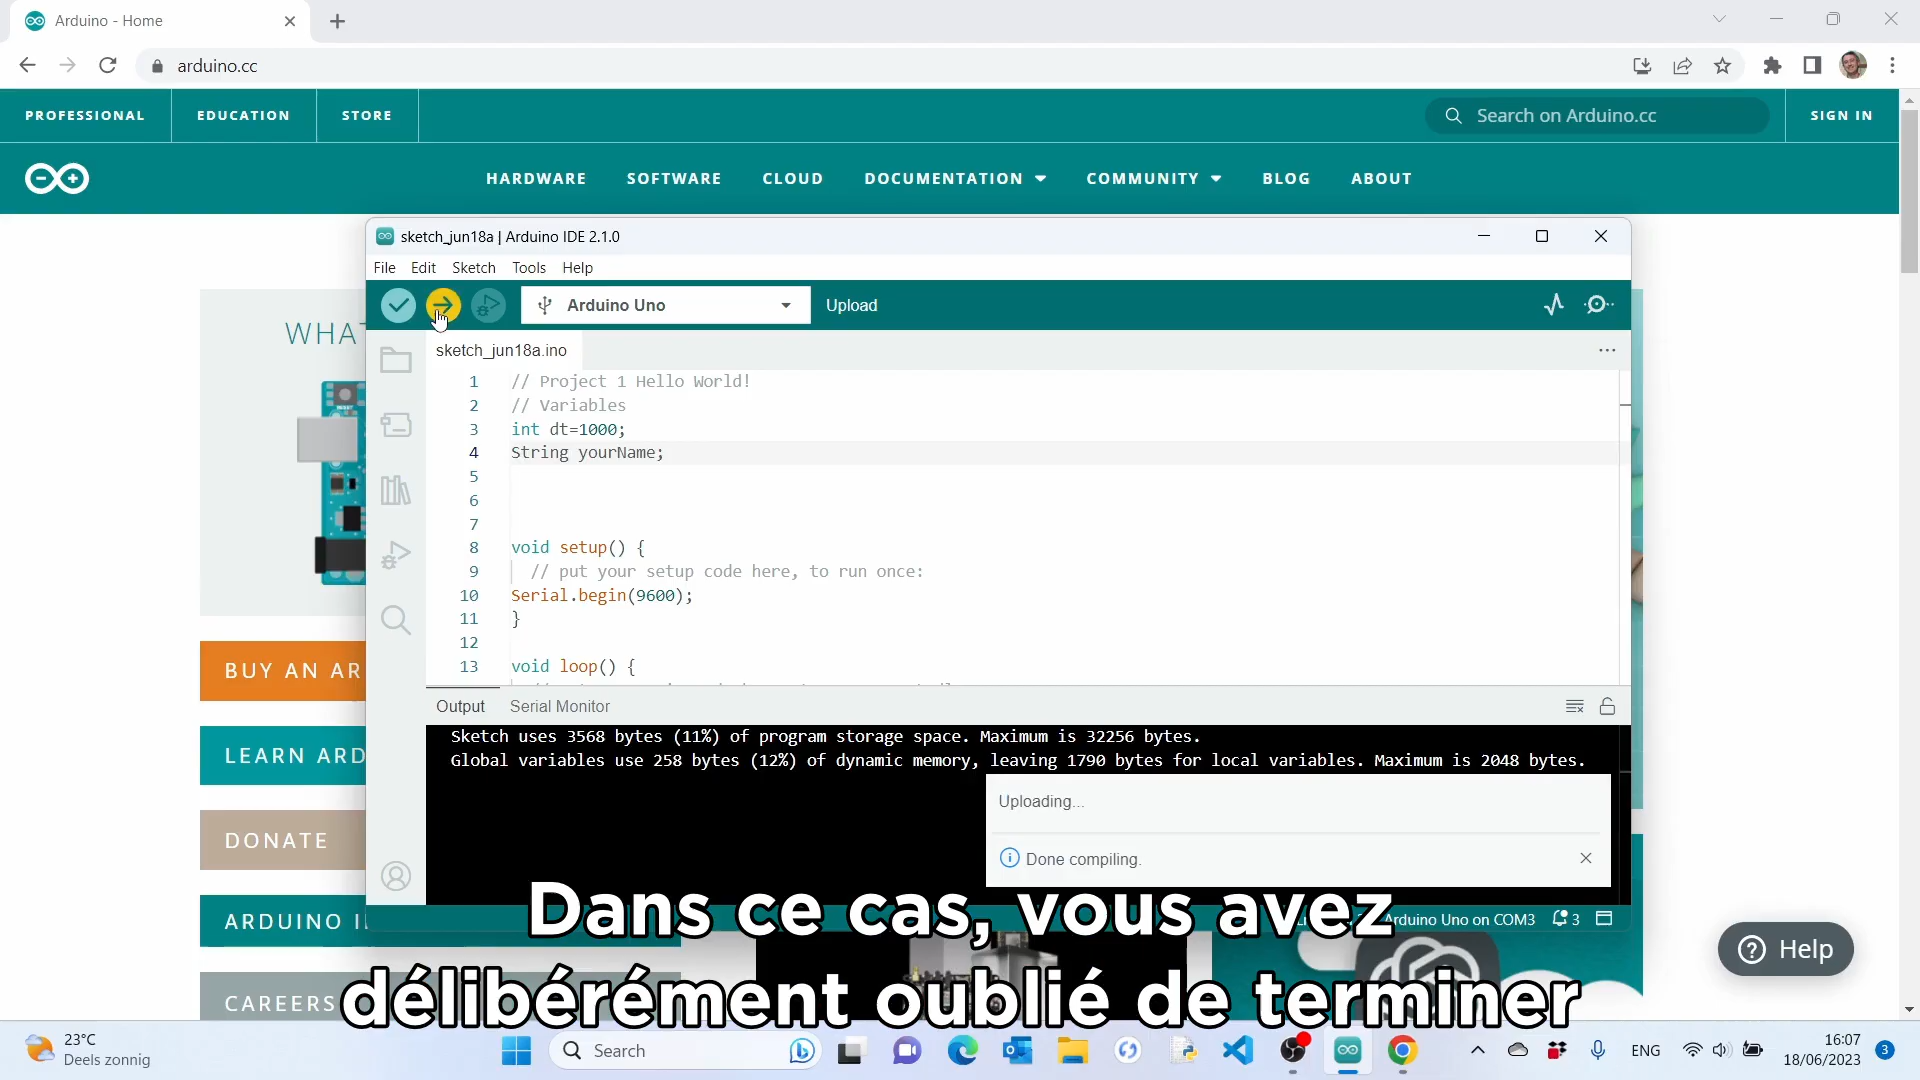 Arduino - Home
arduino.cc
PROFESSIONAL
EDUCATION
STORE
Search on Arduino.cc
SIGN IN
HARDWARE
SOFTWARE
CLOUD
DOCUMENTATION
COMMUNITY
BLOG
ABOUT
sketch_jun18a | Arduino IDE 2.1.0
File Edit Sketch Tools Help
Arduino Uno
Upload
WHAT
sketch_jun18a.ino
1 // Project 1 Hello World!
2 // Variables
3 int dt=1000;
4 String yourName;
5
6
7
8 void setup() {
9 // put your setup code here, to run once:
10 Serial.begin(9600);
11 }
12
13 void loop() {
BUY AN AR
LEARN ARD
DONATE
ARDUINO I
CAREERS
Output Serial Monitor
Sketch uses 3568 bytes (11%) of program storage space. Maximum is 32256 bytes.
Global variables use 258 bytes (12%) of dynamic memory, leaving 1790 bytes for local variables. Maximum is 2048 bytes.
Uploading...
Done compiling.
Arduino Uno on COM3
3
Help
Dans ce cas, vous avez
délibérément oublié de terminer
23°C
Deels zonnig
Search
ENG
16:07
18/06/2023
3